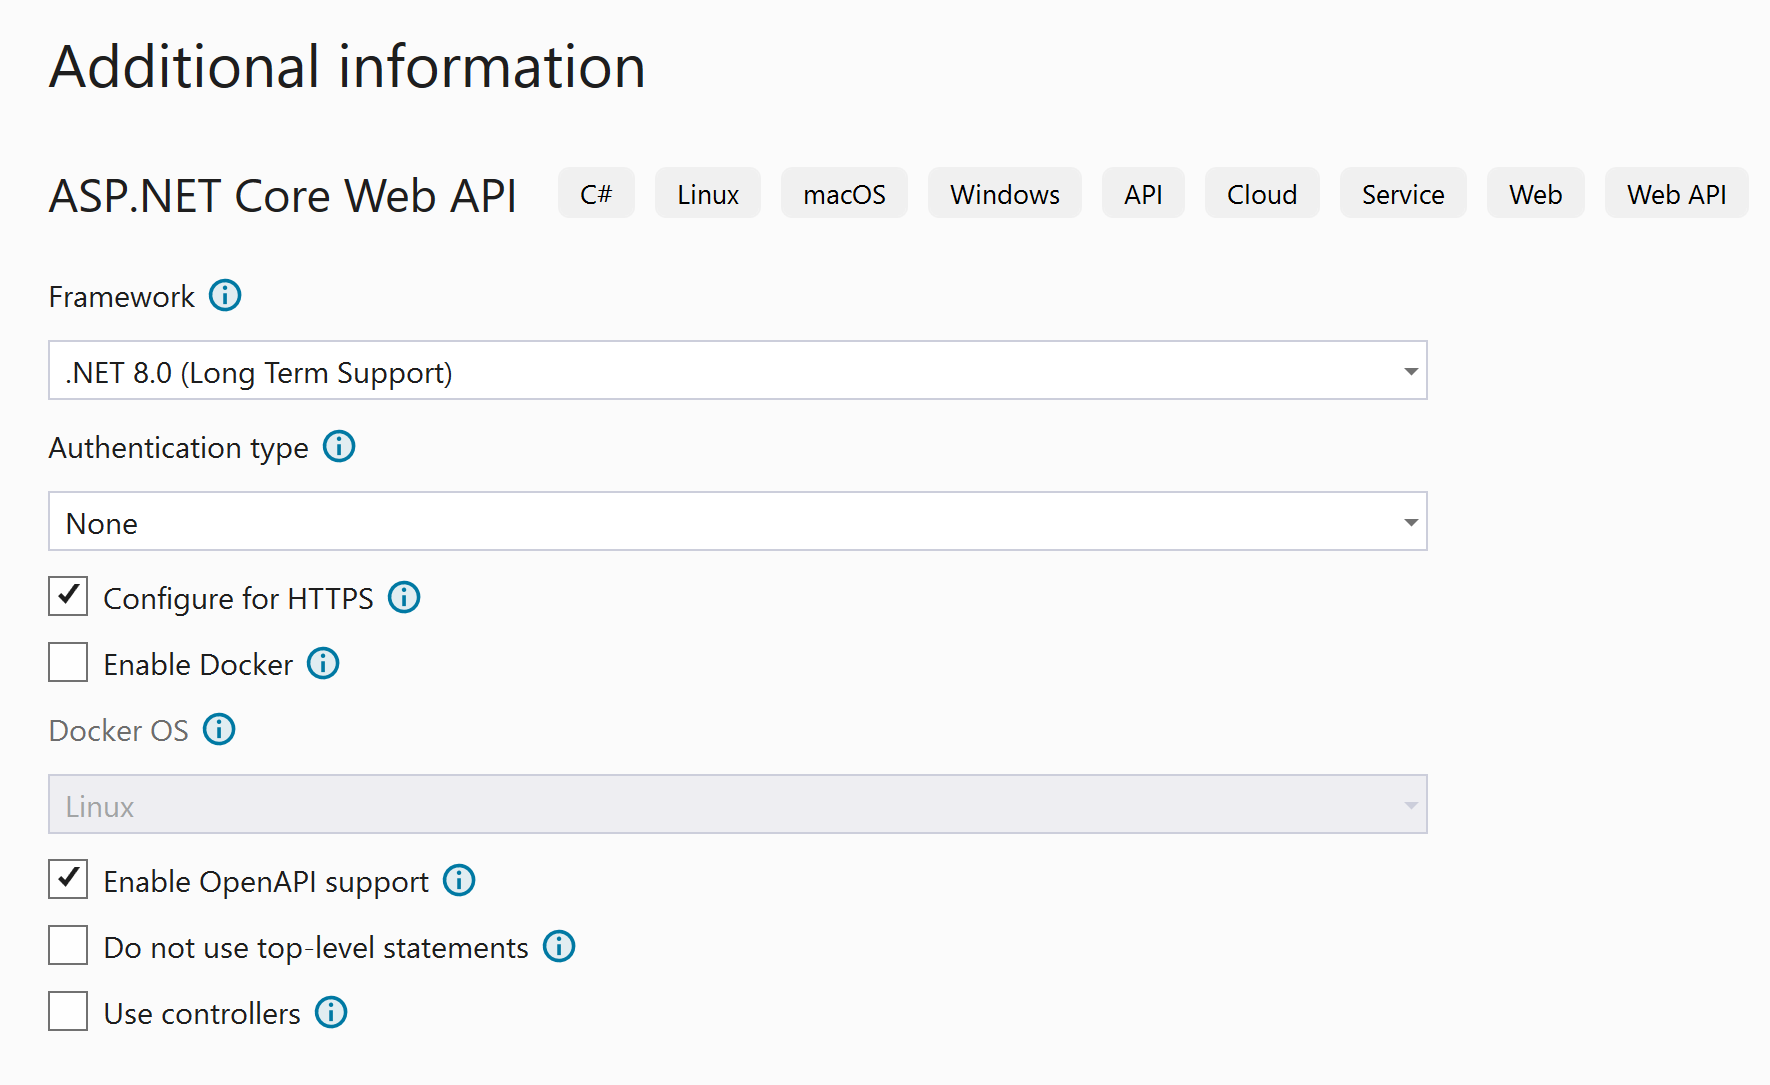 Additional information
ASP.NET Core Web API C# Linux macOS Windows API Cloud Service Web Web API
Framework
.NET 8.0 (Long Term Support)
Authentication type
None
Configure for HTTPS
Enable Docker
Docker OS
Linux
Enable OpenAPI support
Do not use top-level statements
Use controllers